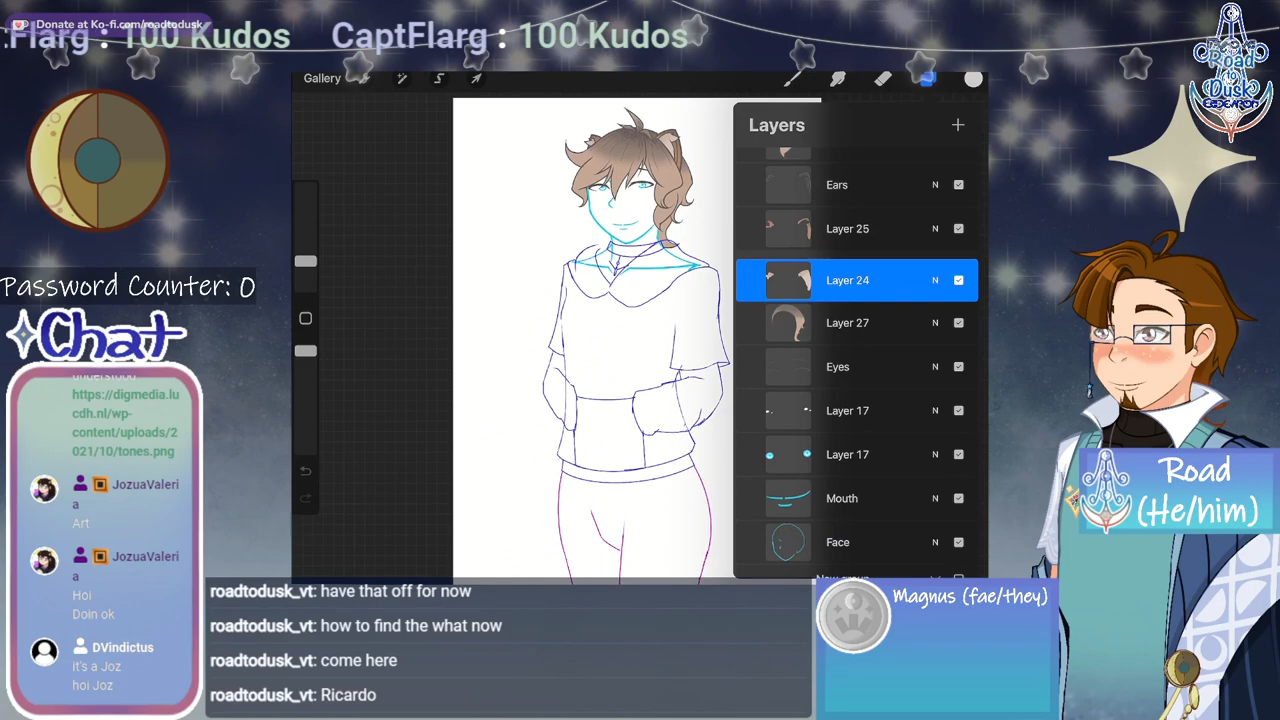 Donate at Ko-fi.com/roadtodusk
Flarg : 100 Kudos CaptFlarg : 100 Kudos
Road
to
Dusk
Gallery
Layers
Ears N
Layer 25 N
Layer 24 N
Layer 27 N
Eyes N
Layer 17 N
Layer 17 N
Mouth N
Face N
New group
Password Counter: 0
Chat
understood
https://digmedia.lu
cdh.nl/wp-
content/uploads/2
021/10/tones.png
JozuaValeri
a
Art
JozuaValeri
a
Hoi
Doin ok
DVindictus
it's a Joz
hoi Joz
roadtodusk_vt: have that off for now
roadtodusk_vt: how to find the what now
roadtodusk_vt: come here
roadtodusk_vt: Ricardo
Road
(He/him)
Magnus (fae/they)